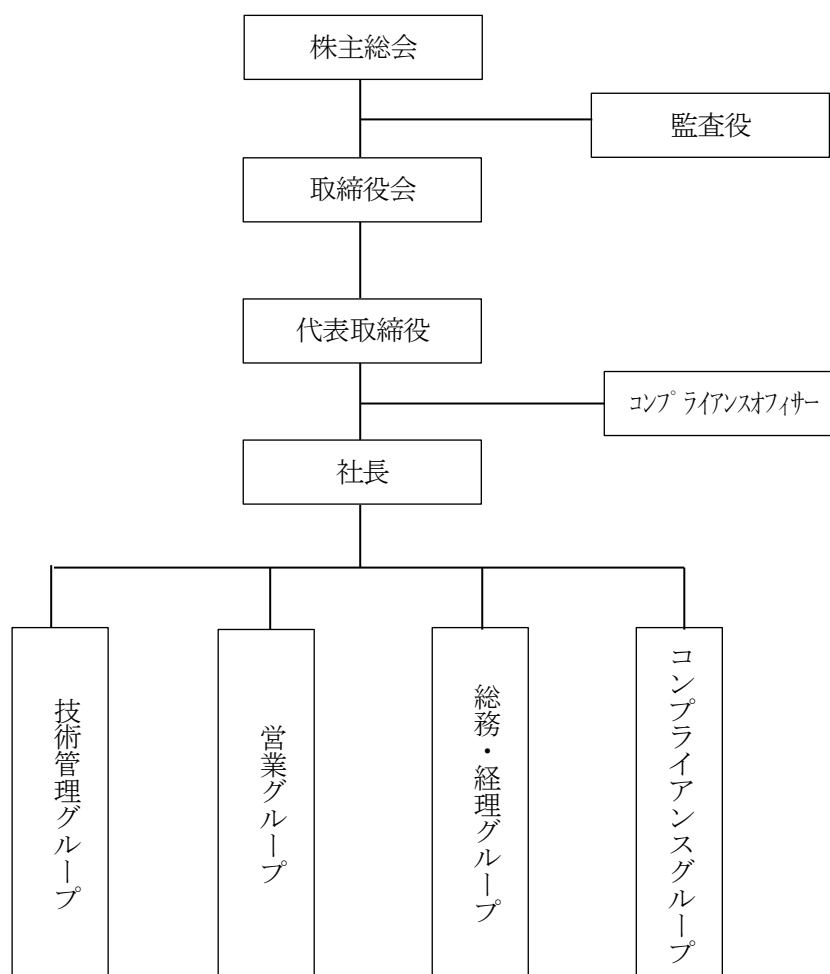 株主総会
監査役
取締役会
代表取締役
コンプライアンスオフィサー
社長
技術管理グループ
営業グループ
総務・経理グループ
コンプライアンスグループ